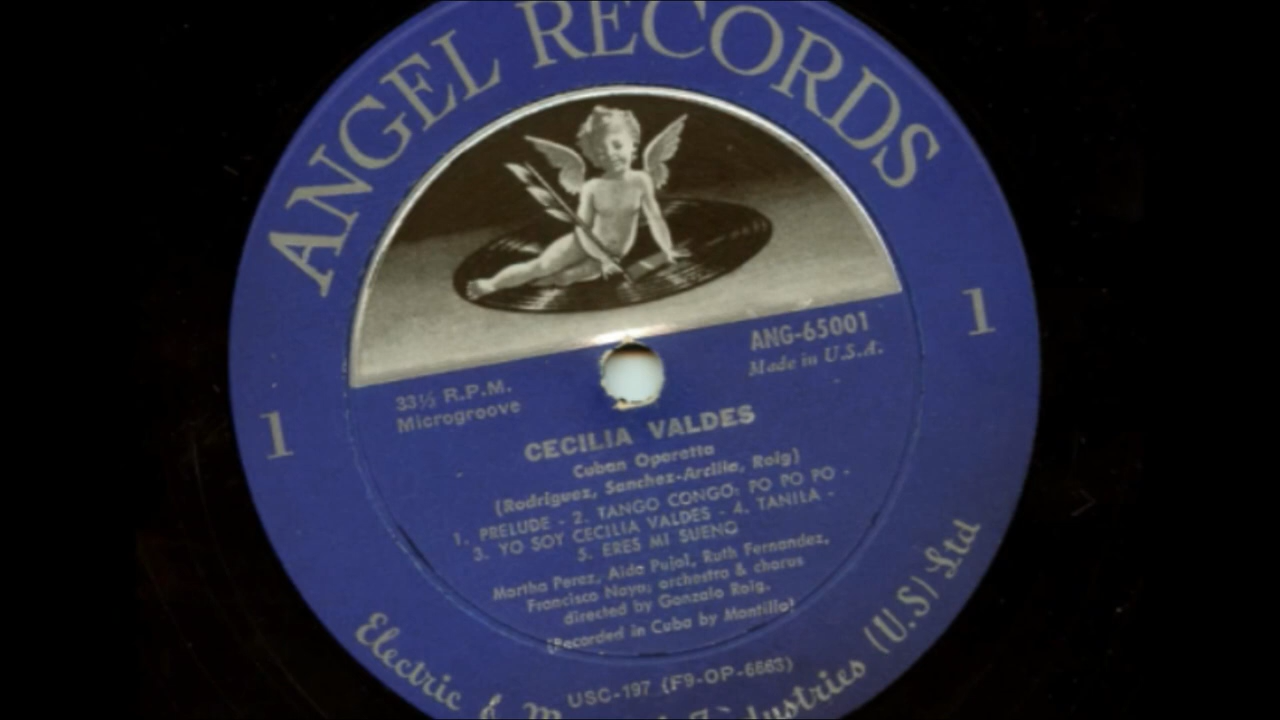 ANGEL RECORDS
ANG-65001
Made in U.S.A.
33⅓ R.P.M.
Microgroove
1
1
CECILIA VALDES
Cuban Operetta
(Rodriguez, Sanchez-Arcilla, Roig)
1. PRELUDE - 2. TANGO CONGO: PO PO PO -
3. YO SOY CECILIA VALDES - 4. TANILA -
5. ERES MI SUENO
Martha Perez, Aida Pujol, Ruth Fernandez,
Francisco Naya; orchestra & chorus
directed by Gonzalo Roig.
(Recorded in Cuba by Montilla)
USC-197 (F9-OP-6663)
Electric & Industries (U.S) Ltd